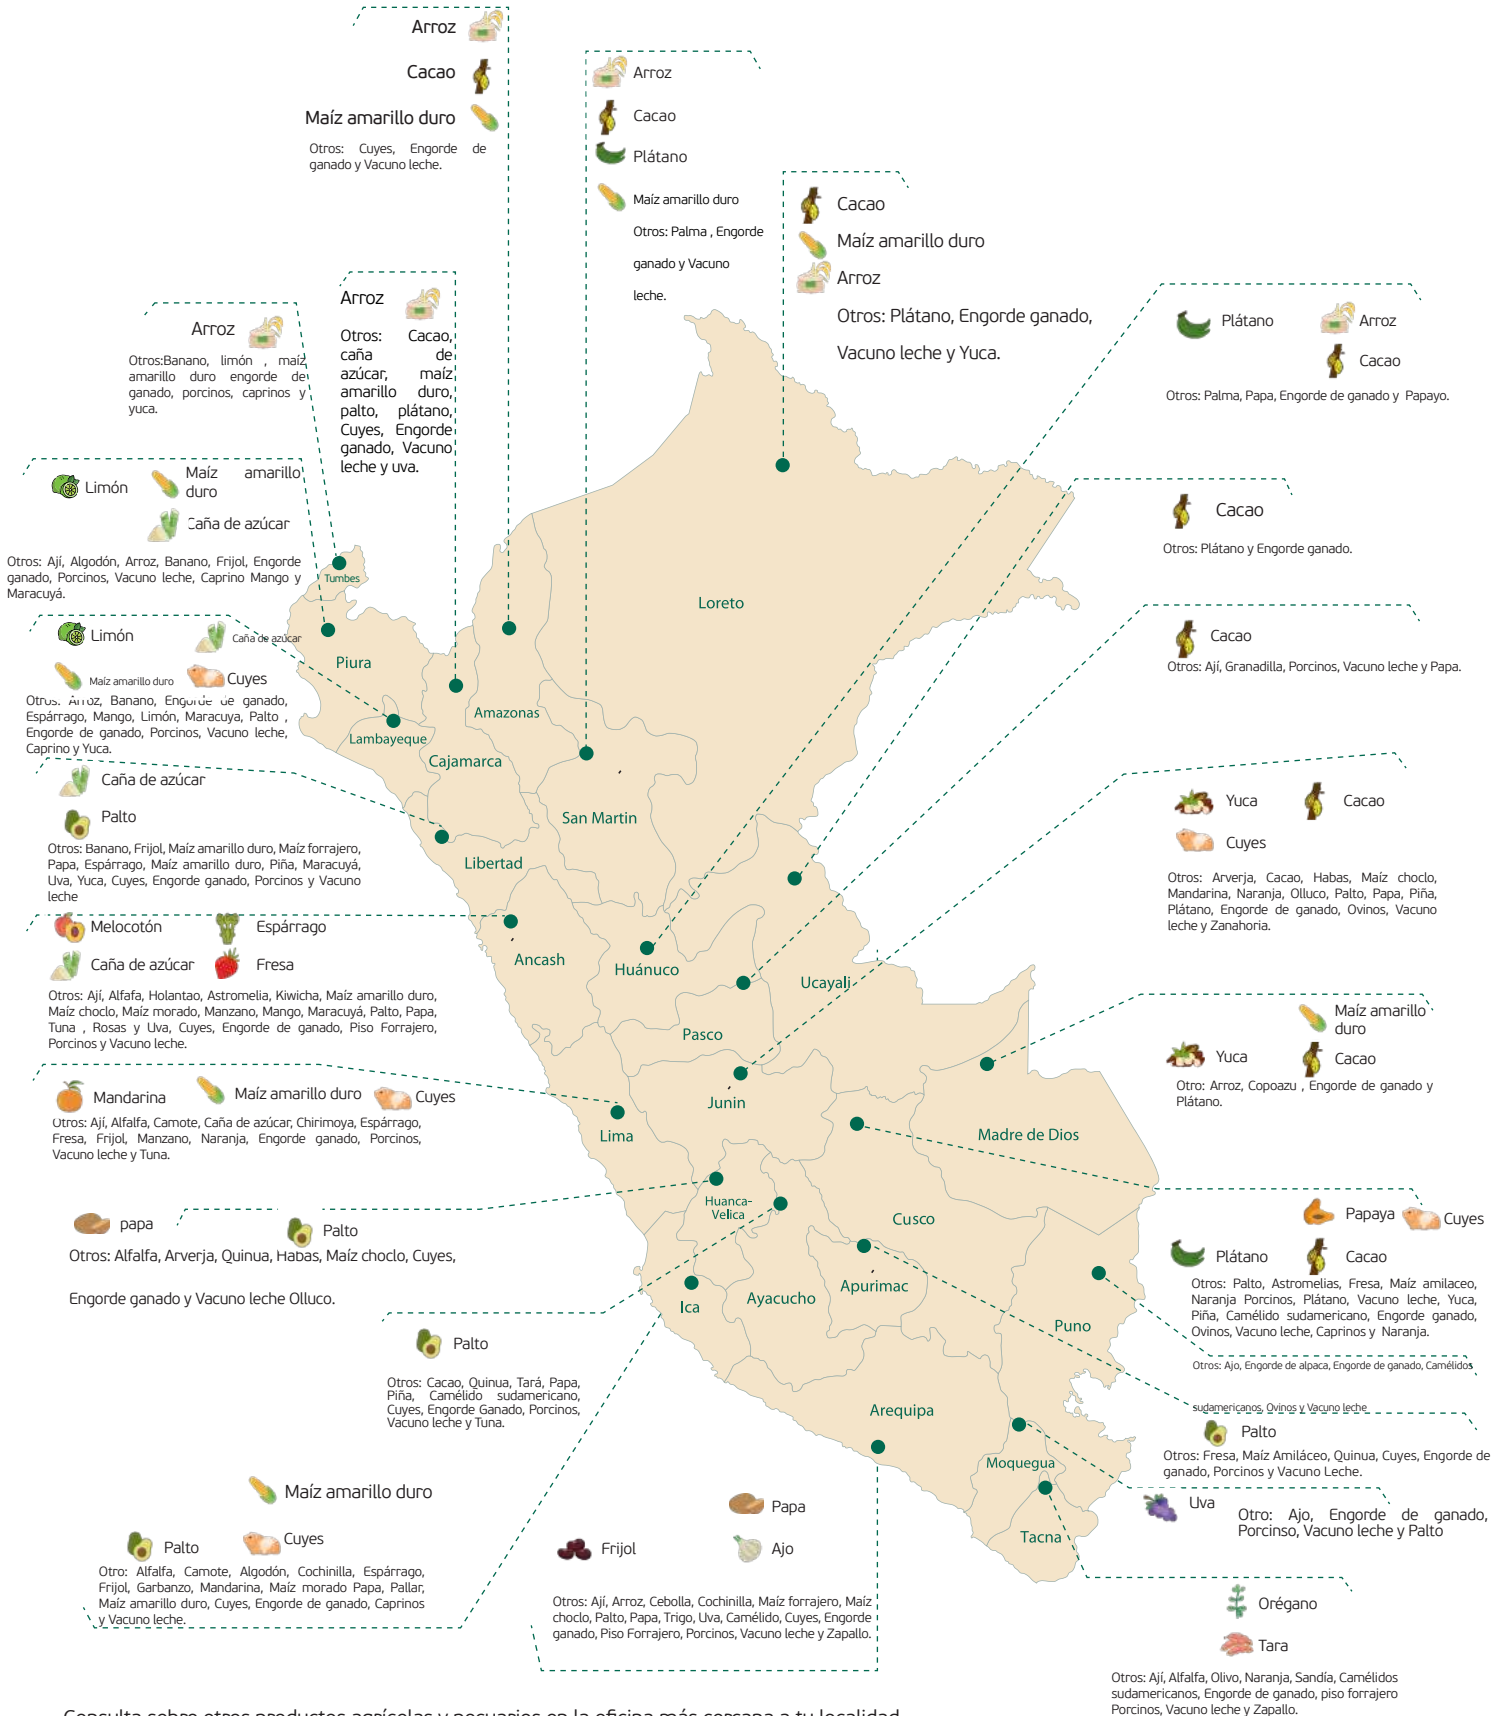 Arroz
Cacao
Maíz amarillo duro
Otros: Cuyes, Engorde de
ganado y Vacuno leche.
Arroz
Cacao
Plátano
Maíz amarillo duro
Otros: Palma , Engorde
ganado y Vacuno
leche.
Cacao
Maíz amarillo duro
Arroz
Otros: Plátano, Engorde ganado,
Vacuno leche y Yuca.
Arroz
Otros: Cacao,
caña de
azúcar, maíz
amarillo duro,
palto, plátano,
Cuyes, Engorde
ganado, Vacuno
leche y uva.
Arroz
Otros:Banano, limón , maíz
amarillo duro engorde de
ganado, porcinos, caprinos y
yuca.
Plátano
Arroz
Cacao
Otros: Palma, Papa, Engorde de ganado y Papayo.
Limón
Maíz amarillo
duro
Caña de azúcar
Otros: Ají, Algodón, Arroz, Banano, Frijol, Engorde
ganado, Porcinos, Vacuno leche, Caprino Mango y
Maracuyá.
Cacao
Otros: Plátano y Engorde ganado.
Limón
Caña de azúcar
Maíz amarillo duro
Cuyes
Otros: Arroz, Banano, Engorde de ganado,
Espárrago, Mango, Limón, Maracuya, Palto ,
Engorde de ganado, Porcinos, Vacuno leche,
Caprino y Yuca.
Cacao
Otros: Ají, Granadilla, Porcinos, Vacuno leche y Papa.
Caña de azúcar
Palto
Otros: Banano, Frijol, Maíz amarillo duro, Maíz forrajero,
Papa, Espárrago, Maíz amarillo duro, Piña, Maracuyá,
Uva, Yuca, Cuyes, Engorde ganado, Porcinos y Vacuno
leche
Yuca
Cacao
Cuyes
Otros: Arverja, Cacao, Habas, Maíz choclo,
Mandarina, Naranja, Olluco, Palto, Papa, Piña,
Plátano, Engorde de ganado, Ovinos, Vacuno
leche y Zanahoria.
Melocotón
Espárrago
Caña de azúcar
Fresa
Otros: Ají, Alfafa, Holantao, Astromelia, Kiwicha, Maíz amarillo duro,
Maíz choclo, Maíz morado, Manzano, Mango, Maracuyá, Palto, Papa,
Tuna , Rosas y Uva, Cuyes, Engorde de ganado, Piso Forrajero,
Porcinos y Vacuno leche.
Maíz amarillo
duro
Yuca
Cacao
Otro: Arroz, Copoazu , Engorde de ganado y
Plátano.
Mandarina
Maíz amarillo duro
Cuyes
Otros: Ají, Alfalfa, Camote, Caña de azúcar, Chirimoya, Espárrago,
Fresa, Frijol, Manzano, Naranja, Engorde ganado, Porcinos,
Vacuno leche y Tuna.
papa
Palto
Otros: Alfalfa, Arverja, Quinua, Habas, Maíz choclo, Cuyes,
Engorde ganado y Vacuno leche Olluco.
Papaya
Cuyes
Plátano
Cacao
Otros: Palto, Astromelias, Fresa, Maíz amilaceo,
Naranja Porcinos, Plátano, Vacuno leche, Yuca,
Piña, Camélido sudamericano, Engorde ganado,
Ovinos, Vacuno leche, Caprinos y Naranja.
Otros: Ajo, Engorde de alpaca, Engorde de ganado, Camélidos
sudamericanos, Ovinos y Vacuno leche
Palto
Otros: Cacao, Quinua, Tará, Papa,
Piña, Camélido sudamericano,
Cuyes, Engorde Ganado, Porcinos,
Vacuno leche y Tuna.
Palto
Otros: Fresa, Maíz Amiláceo, Quinua, Cuyes, Engorde de
ganado, Porcinos y Vacuno Leche.
Uva
Otro: Ajo, Engorde de ganado,
Porcinso, Vacuno leche y Palto
Maíz amarillo duro
Palto
Cuyes
Otro: Alfalfa, Camote, Algodón, Cochinilla, Espárrago,
Frijol, Garbanzo, Mandarina, Maíz morado Papa, Pallar,
Maíz amarillo duro, Cuyes, Engorde de ganado, Caprinos
y Vacuno leche.
Papa
Frijol
Ajo
Otros: Ají, Arroz, Cebolla, Cochinilla, Maíz forrajero, Maíz
choclo, Palto, Papa, Trigo, Uva, Camélido, Cuyes, Engorde
ganado, Piso Forrajero, Porcinos, Vacuno leche y Zapallo.
Orégano
Tara
Otros: Ají, Alfalfa, Olivo, Naranja, Sandía, Camélidos
sudamericanos, Engorde de ganado, piso forrajero
Porcinos, Vacuno leche y Zapallo.
Tumbes
Piura
Lambayeque
Cajamarca
Amazonas
Loreto
San Martin
Libertad
Ancash
Huánuco
Ucayali
Pasco
Junin
Lima
Madre de Dios
Huanca-
Velica
Cusco
Ica
Ayacucho
Apurimac
Puno
Arequipa
Moquegua
Tacna
Consulta sobre otros productos agrícolas y pecuarios en la oficina más cercana a tu localidad